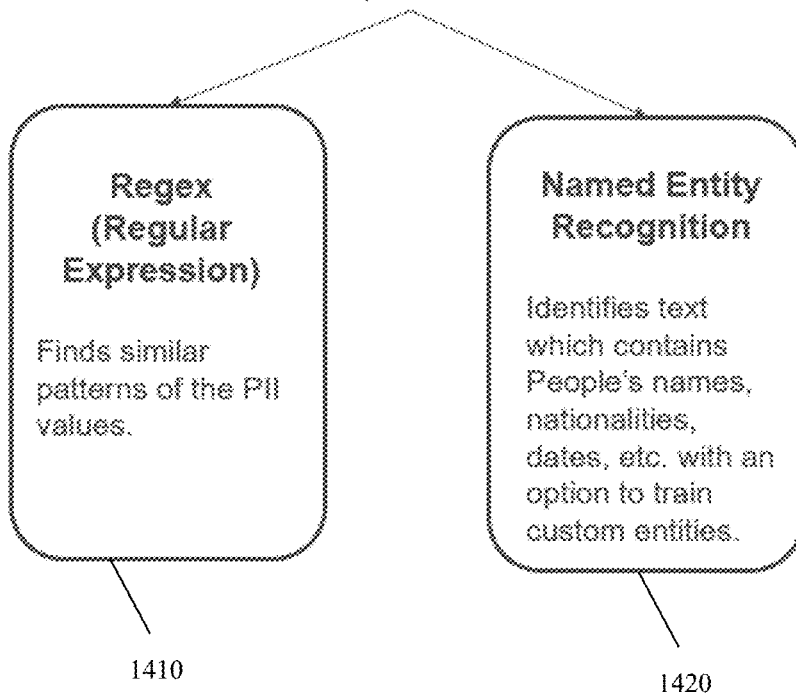 Regex
(Regular
Expression)
Finds similar
patterns of the PII
values.
1410
Named Entity
Recognition
Identifies text
which contains
People's names,
nationalities,
dates, etc. with an
option to train
custom entities.
1420